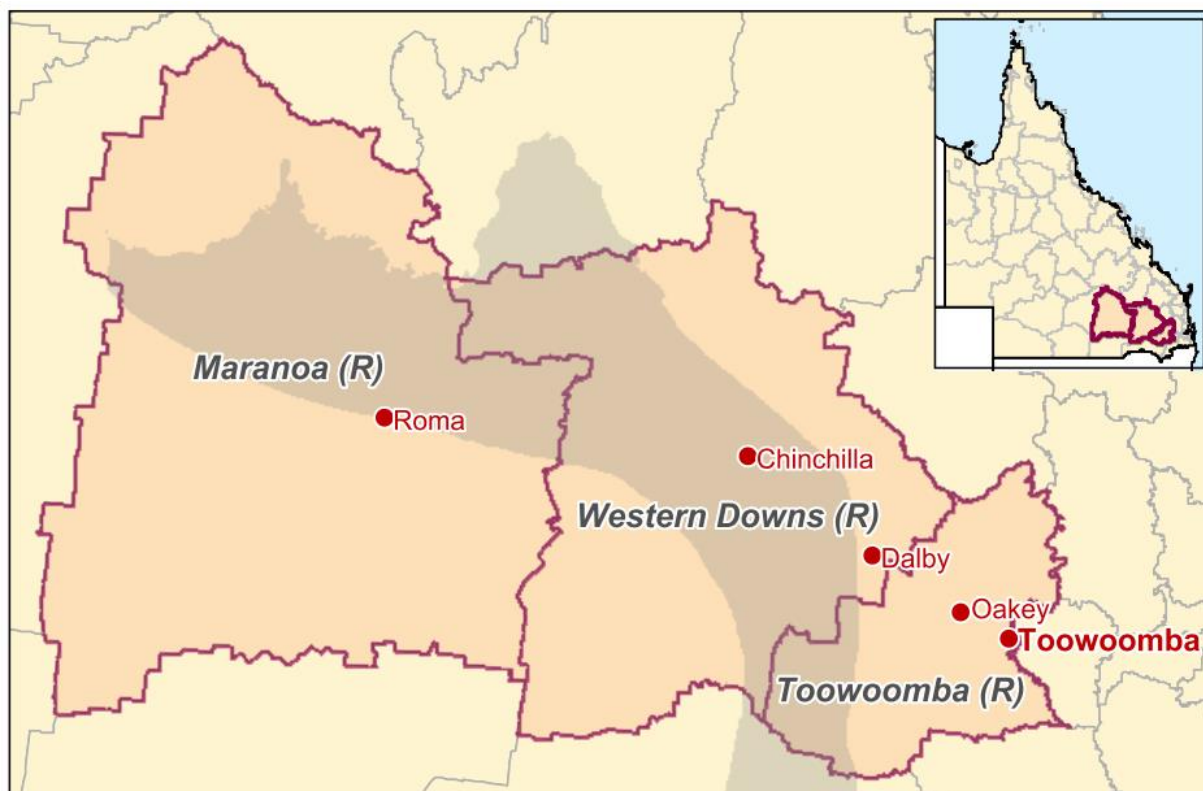 Maranoa (R)
Roma
Chinchilla
Western Downs (R)
Dalby
Oakey
Toowoomba
Toowoomba (R)